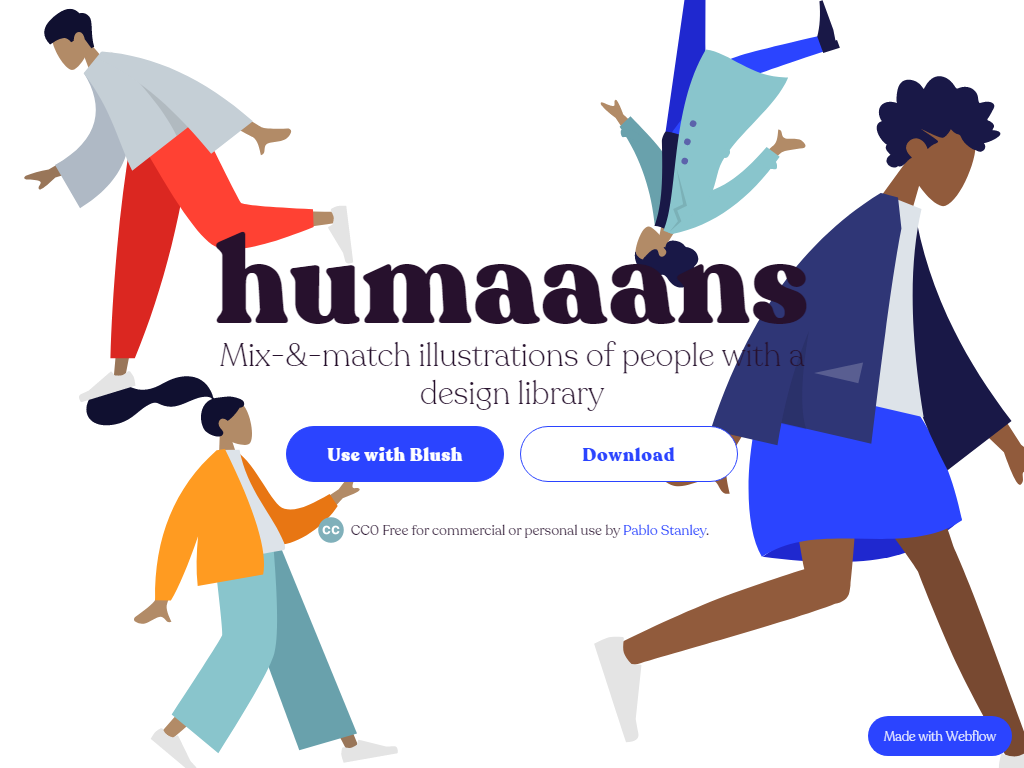 humaaans
Mix-&-match illustrations of people with a
design library
Use with Blush
Download
CC CC0 Free for commercial or personal use by Pablo Stanley.
Made with Webflow